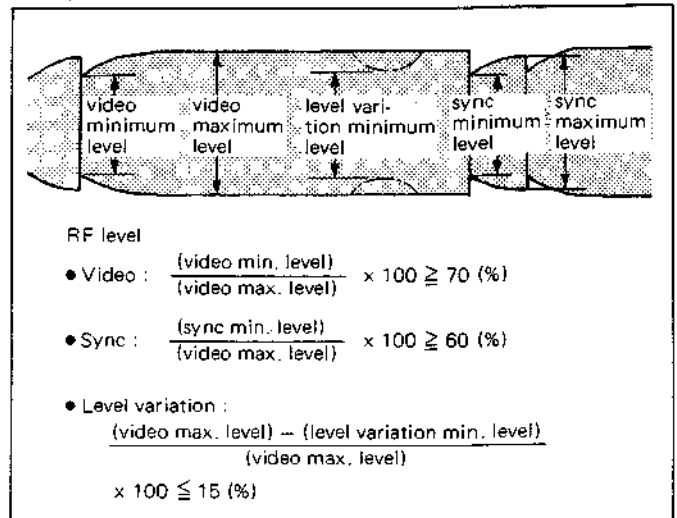 video minimum level
video maximum level
level vari-
tion minimum
level
sync minimum level
sync maximum level
RF level
● Video : (video min. level)
(video max. level) x 100 ≧ 70 (%)
● Sync : (sync min. level)
(video max. level) x 100 ≧ 60 (%)
● Level variation :
(video max. level) – (level variation min. level)
(video max. level)
x 100 ≦ 15 (%)